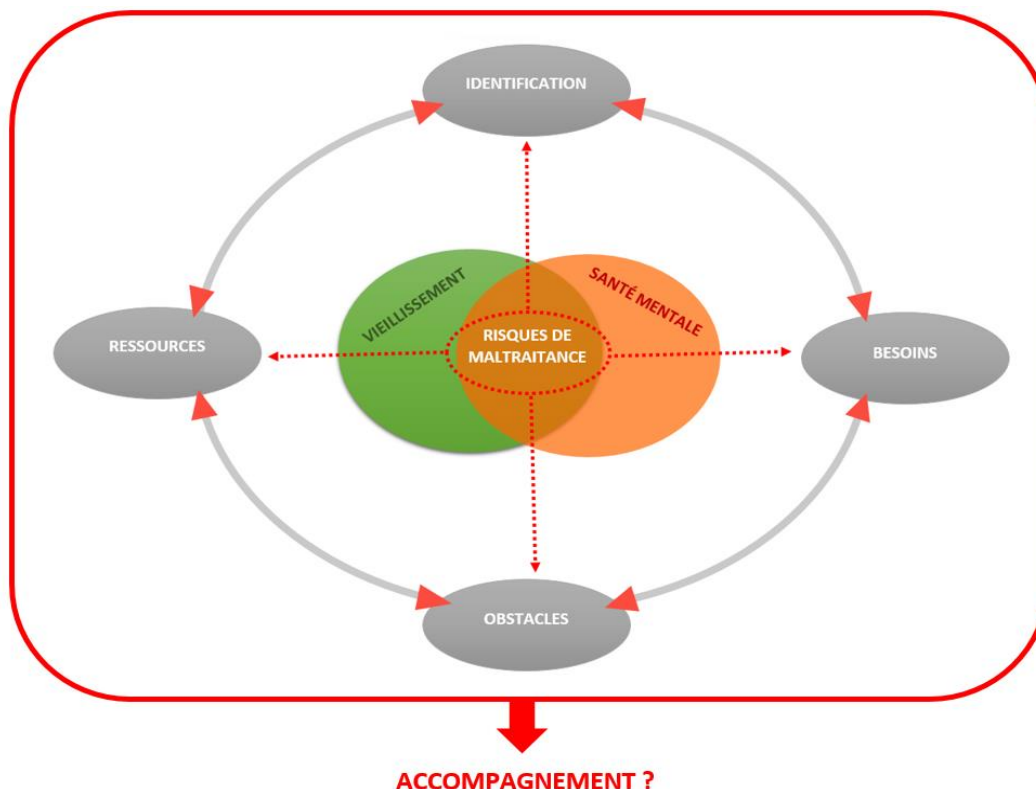 IDENTIFICATION
VIEILLISSEMENT
SANTÉ MENTALE
RISQUES DE
MALTRAITANCE
RESSOURCES
BESOINS
OBSTACLES
ACCOMPAGNEMENT ?